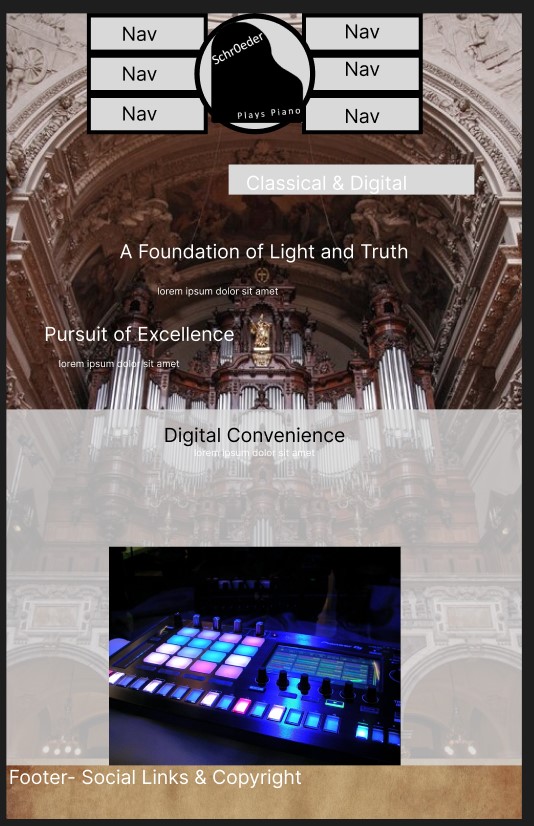 Nav
Nav
Nav
Nav
Nav
Nav
Schr0eder
Plays Piano
Classical & Digital
A Foundation of Light and Truth
lorem ipsum dolor sit amet
Pursuit of Excellence
lorem ipsum dolor sit amet
Digital Convenience
lorem ipsum dolor sit amet
Footer- Social Links & Copyright